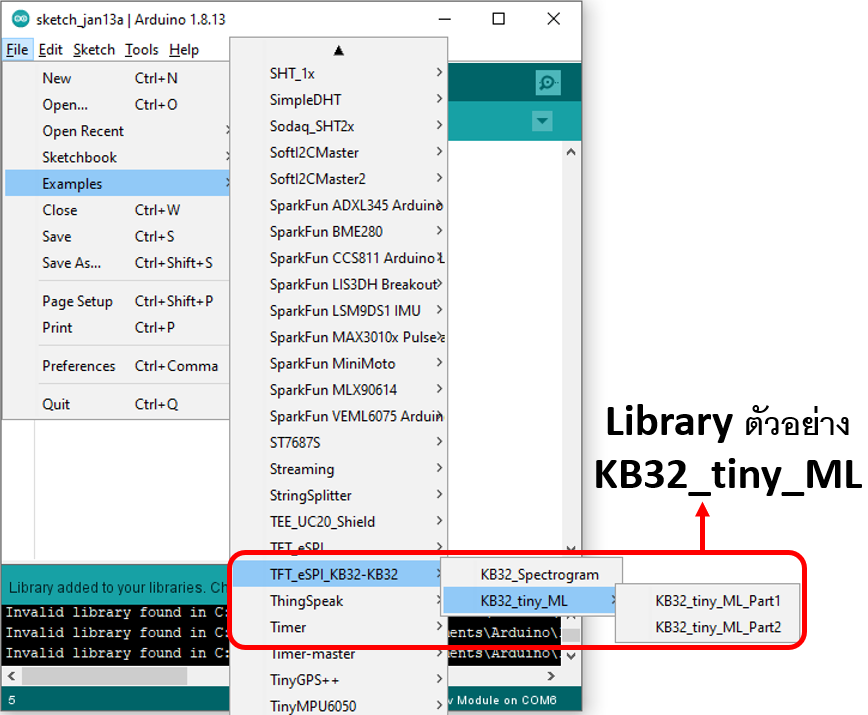 sketch_jan13a | Arduino 1.8.13
File Edit Sketch Tools Help
New Ctrl+N
Open... Ctrl+O
Open Recent
Sketchbook
Examples
Close Ctrl+W
Save Ctrl+S
Save As... Ctrl+Shift+S
Page Setup Ctrl+Shift+P
Print Ctrl+P
Preferences Ctrl+Comma
Quit Ctrl+Q
SHT_1x
SimpleDHT
Sodaq_SHT2x
SoftI2CMaster
SoftI2CMaster2
SparkFun ADXL345 Arduino
SparkFun BME280
SparkFun CCS811 Arduino L
SparkFun LIS3DH Breakout
SparkFun LSM9DS1 IMU
SparkFun MAX3010x Pulse a
SparkFun MiniMoto
SparkFun MLX90614
SparkFun VEML6075 Arduin
ST7687S
Streaming
StringSplitter
TEE_UC20_Shield
TFT_eSPI
TFT_eSPI_KB32-KB32
ThingSpeak
Timer
Timer-master
TinyGPS++
TinyMPU6050
KB32_Spectrogram
KB32_tiny_ML
KB32_tiny_ML_Part1
KB32_tiny_ML_Part2
Library ตัวอย่าง
KB32_tiny_ML
Library added to your libraries. Ch
Invalid library found in C:
Invalid library found in C: ments\Arduino\
Invalid library found in C: ments\Arduino\
5 v Module on COM6